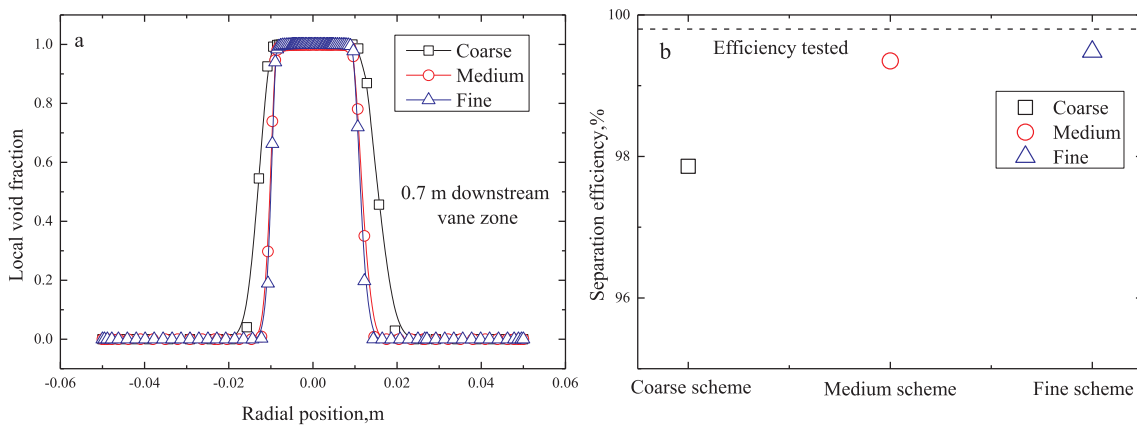 a
1.0
0.8
0.6
0.4
0.2
0.0
Local void fraction
Coarse
Medium
Fine
0.7 m downstream
vane zone
-0.06
-0.04
-0.02
0.00
0.02
0.04
0.06
Radial position,m
100
98
96
Separation efficiency,%
Efficiency tested
b
Coarse
Medium
Fine
Coarse scheme
Medium scheme
Fine scheme